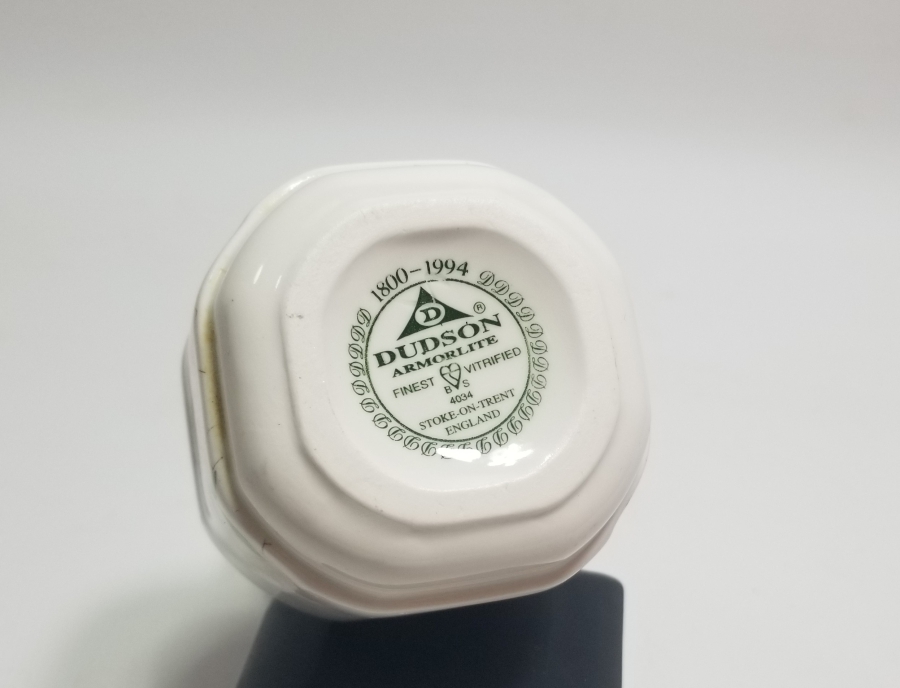 1800-1994
D ®
DUDSON
ARMORLITE
FINEST VITRIFIED
B S
4034
STOKE-ON-TRENT
ENGLAND